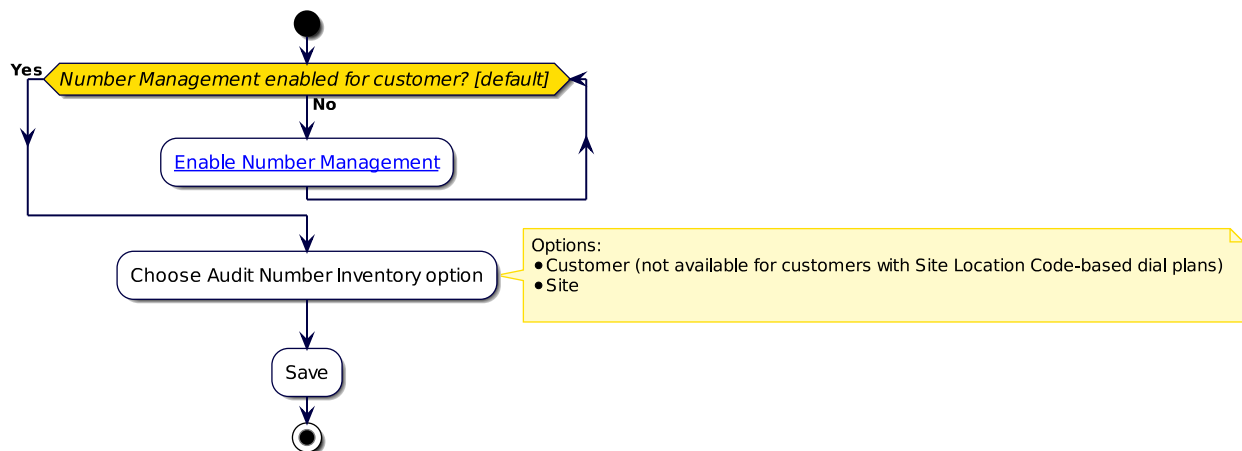 Yes
Number Management enabled for customer? [default]
No
Enable Number Management
Choose Audit Number Inventory option
Options:
•Customer (not available for customers with Site Location Code-based dial plans)
•Site
Save